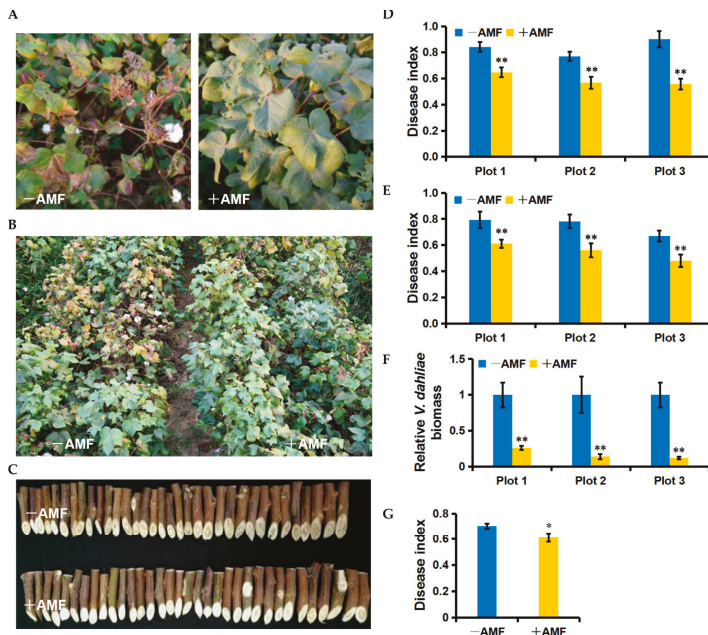 A
−AMF
+AMF
B
−AMF
+AMF
C
−AMF
+AMF
D
−AMF +AMF
Disease index
1.0
0.8
0.6
0.4
0.2
0.0
**
**
**
Plot 1 Plot 2 Plot 3
E
−AMF +AMF
Disease index
1.0
0.8
0.6
0.4
0.2
0.0
**
**
**
Plot 1 Plot 2 Plot 3
F
−AMF +AMF
Relative V. dahliae
biomass
1.5
1
0.5
0
**
**
**
Plot 1 Plot 2 Plot 3
G
Disease index
0.8
0.6
0.4
0.2
0.0
*
−AMF +AMF